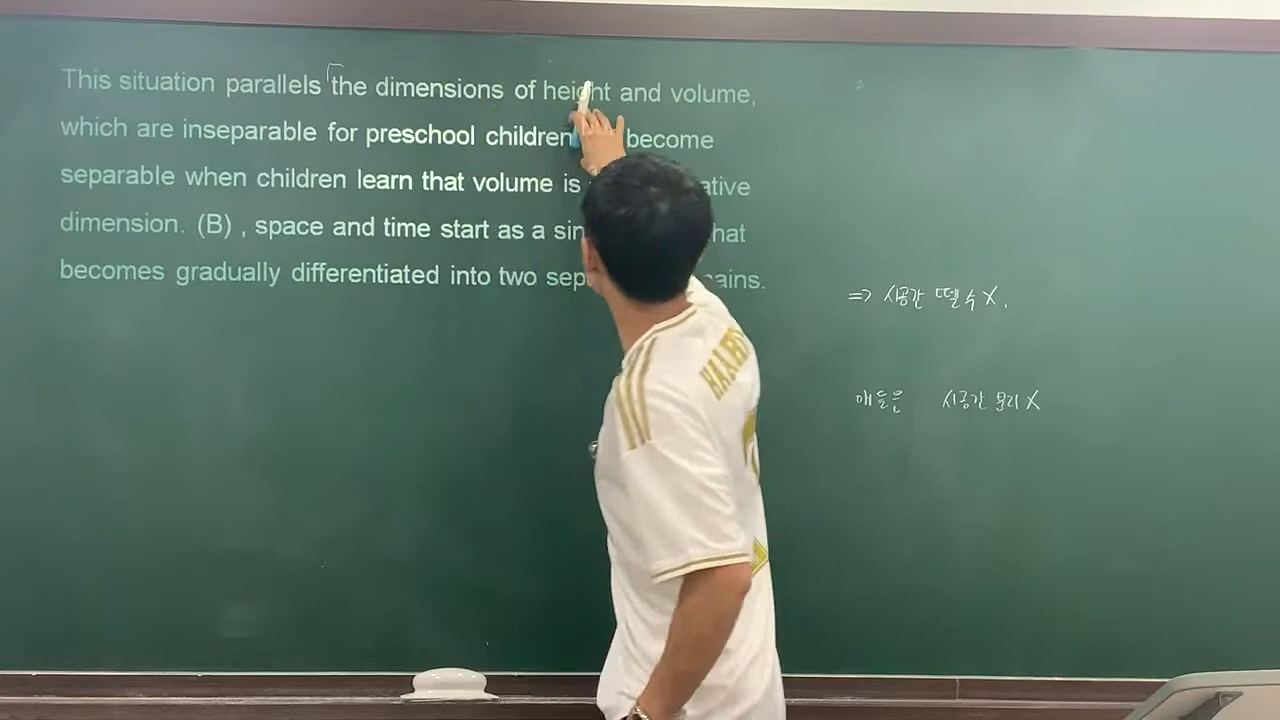 This situation parallels the dimensions of height and volume,
which are inseparable for preschool children become
separable when children learn that volume is
dimension. (B) , space and time start as a
becomes gradually differentiated into two
=> 시공간 뗄 수 X.
애들은 시공간 분리 X